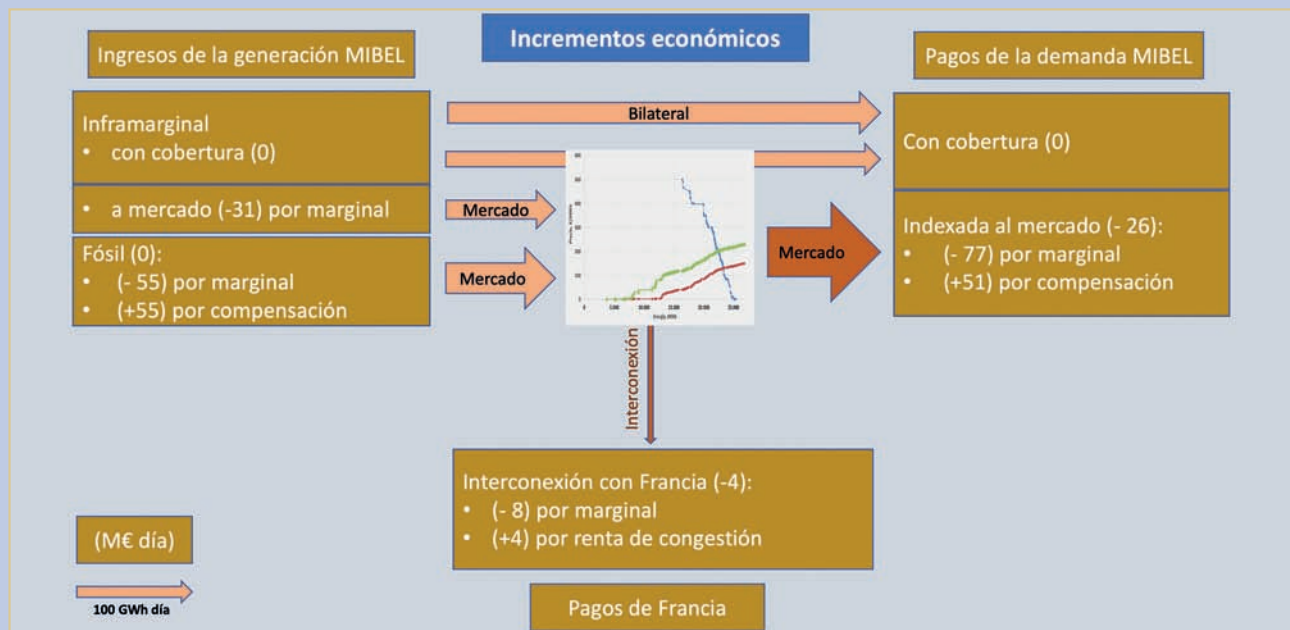 Incrementos económicos
Ingresos de la generación MIBEL
Inframarginal
• con cobertura (0)
• a mercado (-31) por marginal
Fósil (0):
• (- 55) por marginal
• (+55) por compensación
Bilateral
Mercado
Mercado
Mercado
Pagos de la demanda MIBEL
Con cobertura (0)
Indexada al mercado (- 26):
• (- 77) por marginal
• (+51) por compensación
Interconexión
Interconexión con Francia (-4):
• (- 8) por marginal
• (+4) por renta de congestión
Pagos de Francia
(M€ día)
100 GWh día